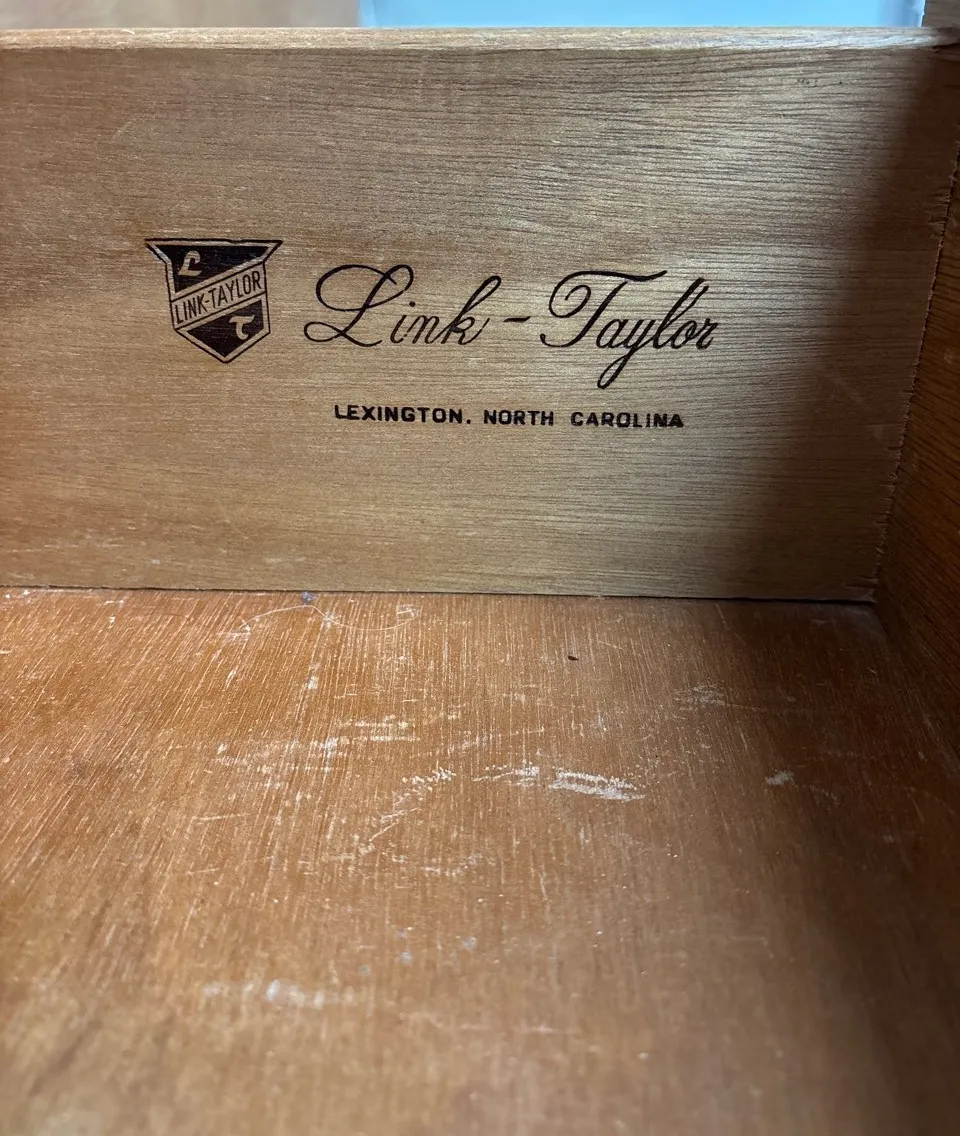 L
LINK-TAYLOR
T
Link-Taylor
LEXINGTON. NORTH CAROLINA